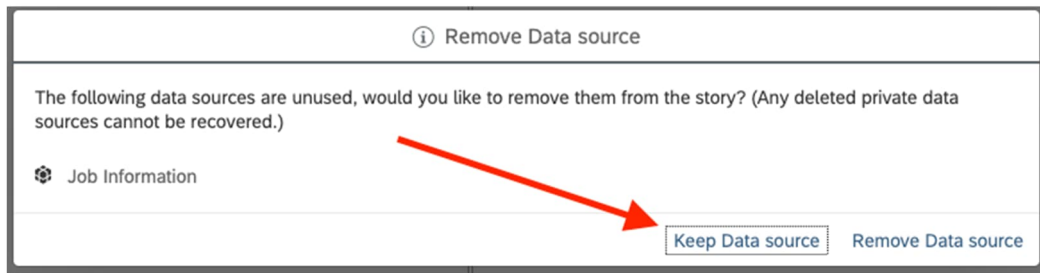 Remove Data source
The following data sources are unused, would you like to remove them from the story? (Any deleted private data
sources cannot be recovered.)
Job Information
Keep Data source Remove Data source